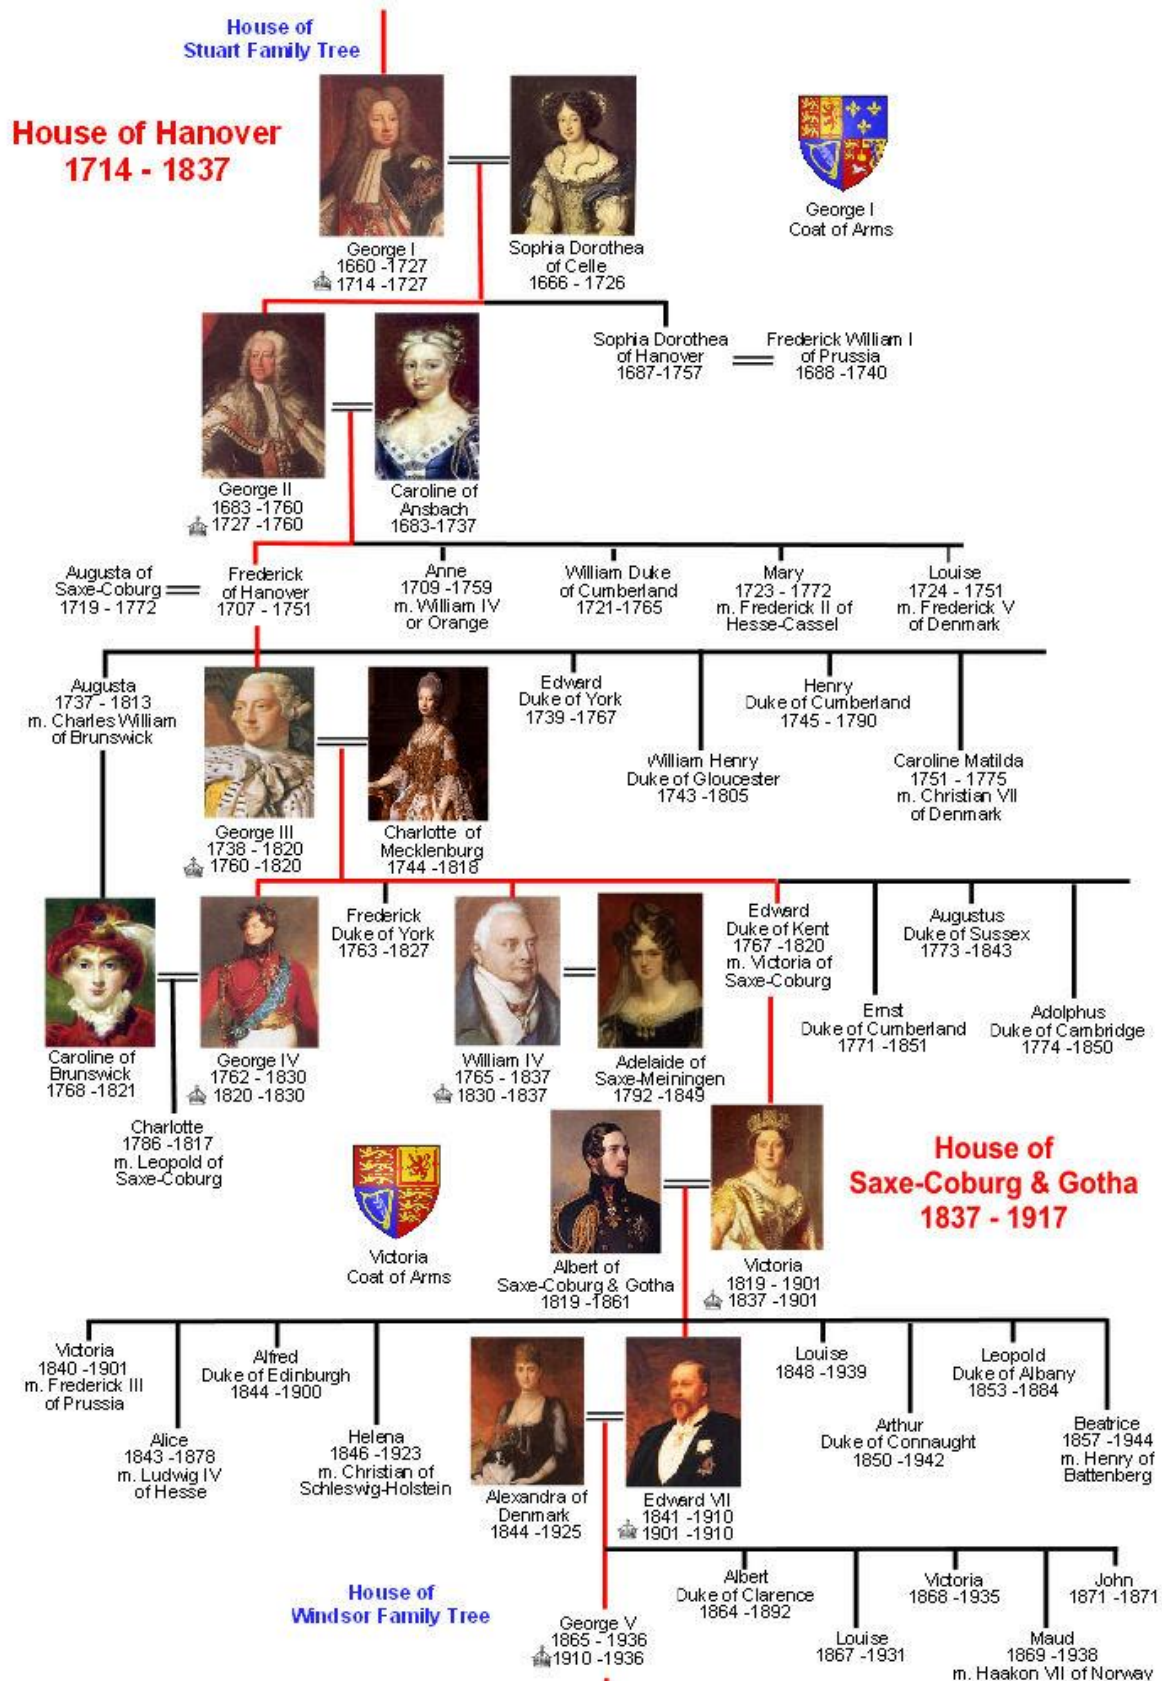 House of
Stuart Family Tree
House of Hanover
1714 - 1837
George I
Coat of Arms
George I
1660 -1727
1714 -1727
Sophia Dorothea
of Celle
1666 - 1726
Sophia Dorothea
of Hanover
1687-1757
Frederick William I
of Prussia
1688 -1740
George II
1683 -1760
1727 -1760
Caroline of
Ansbach
1683-1737
Augusta of
Saxe-Coburg
1719 - 1772
Frederick
of Hanover
1707 - 1751
Anne
1709 -1759
m. William IV
or Orange
William Duke
of Cumberland
1721-1765
Mary
1723 - 1772
m. Frederick II of
Hesse-Cassel
Louise
1724 - 1751
m. Frederick V
of Denmark
Augusta
1737 - 1813
m. Charles William
of Brunswick
George III
1738 - 1820
1760 -1820
Charlotte of
Mecklenburg
1744 -1818
Edward
Duke of York
1739 -1767
William Henry
Duke of Gloucester
1743 -1805
Henry
Duke of Cumberland
1745 - 1790
Caroline Matilda
1751 - 1775
m. Christian VII
of Denmark
Caroline of
Brunswick
1768 -1821
George IV
1762 - 1830
1820 -1830
Frederick
Duke of York
1763 -1827
William IV
1765 - 1837
1830 -1837
Adelaide of
Saxe-Meiningen
1792 -1849
Edward
Duke of Kent
1767 -1820
m. Victoria of
Saxe-Coburg
Ernst
Duke of Cumberland
1771 -1851
Augustus
Duke of Sussex
1773 -1843
Adolphus
Duke of Cambridge
1774 -1850
Charlotte
1786 -1817
m. Leopold of
Saxe-Coburg
Victoria
Coat of Arms
Albert of
Saxe-Coburg & Gotha
1819 -1861
Victoria
1819 - 1901
1837 -1901
House of
Saxe-Coburg & Gotha
1837 - 1917
Victoria
1840 -1901
m. Frederick III
of Prussia
Alice
1843 -1878
m. Ludwig IV
of Hesse
Alfred
Duke of Edinburgh
1844 -1900
Helena
1846 -1923
m. Christian of
Schleswig-Holstein
Alexandra of
Denmark
1844 -1925
Edward VII
1841 -1910
1901 -1910
Louise
1848 -1939
Arthur
Duke of Connaught
1850 -1942
Leopold
Duke of Albany
1853 -1884
Beatrice
1857 -1944
m. Henry of
Battenberg
House of
Windsor Family Tree
George V
1865 - 1936
1910 -1936
Albert
Duke of Clarence
1864 -1892
Louise
1867 -1931
Victoria
1868 -1935
Maud
1869 -1938
m. Haakon VII of Norway
John
1871 -1871